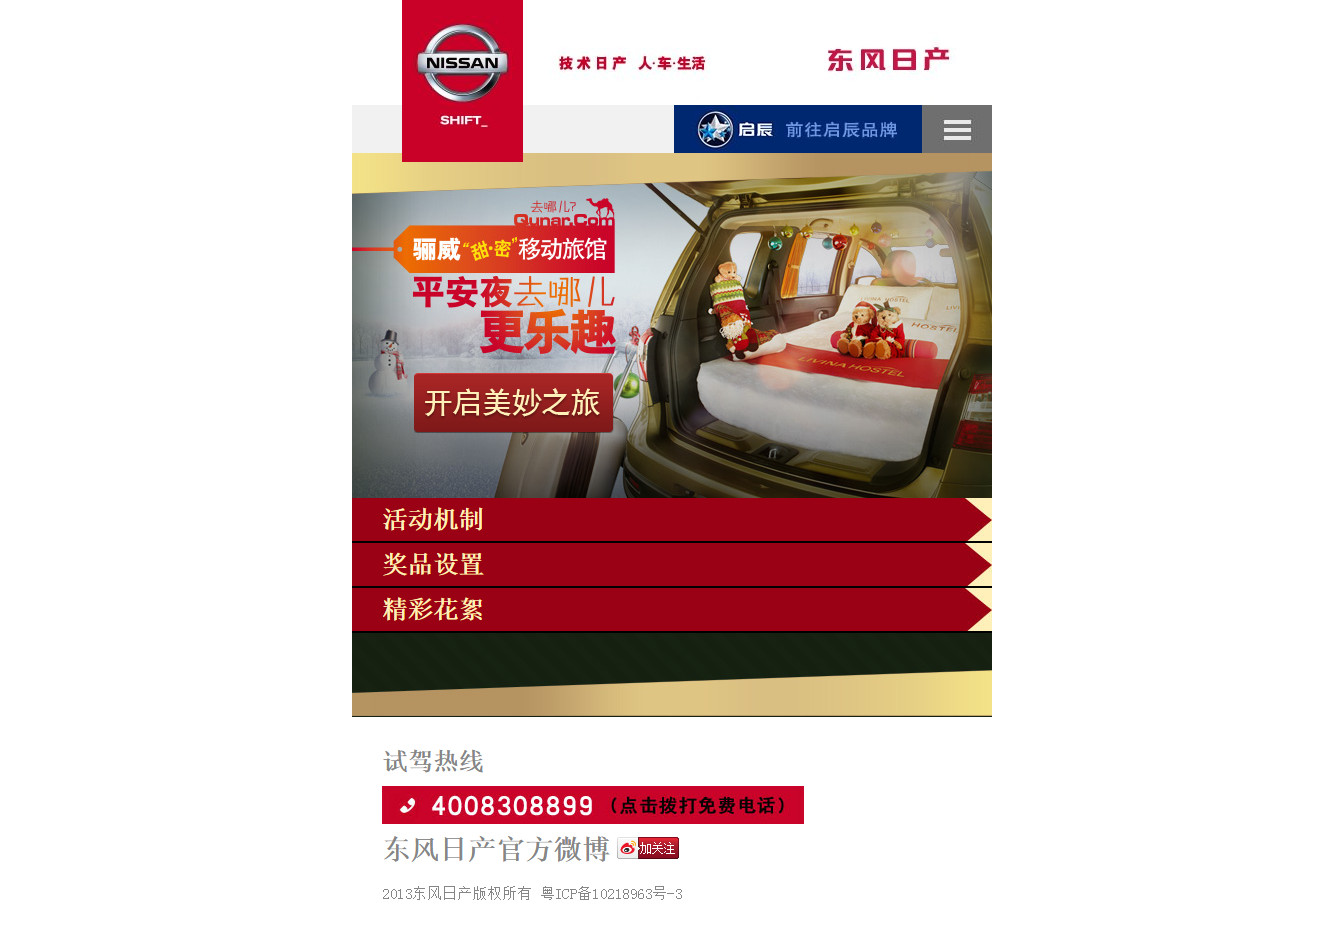 NISSAN
SHIFT_
技术日产 人·车·生活
东风日产
启辰 前往启辰品牌
去哪儿?
Qunar.Com
骊威“甜·密”移动旅馆
平安夜去哪儿
更乐趣
开启美妙之旅
LIVINA HOSTEL
HOSTEL
LIVINA HOSTEL
活动机制
奖品设置
精彩花絮
试驾热线
4008308899（点击拨打免费电话）
东风日产官方微博 加关注
2013东风日产版权所有 粤ICP备10218963号-3